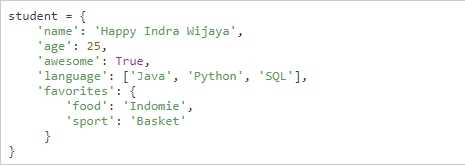 student = {
    'name': 'Happy Indra Wijaya',
    'age': 25,
    'awesome': True,
    'language': ['Java', 'Python', 'SQL'],
    'favorites': {
        'food': 'Indomie',
        'sport': 'Basket'
     }
}